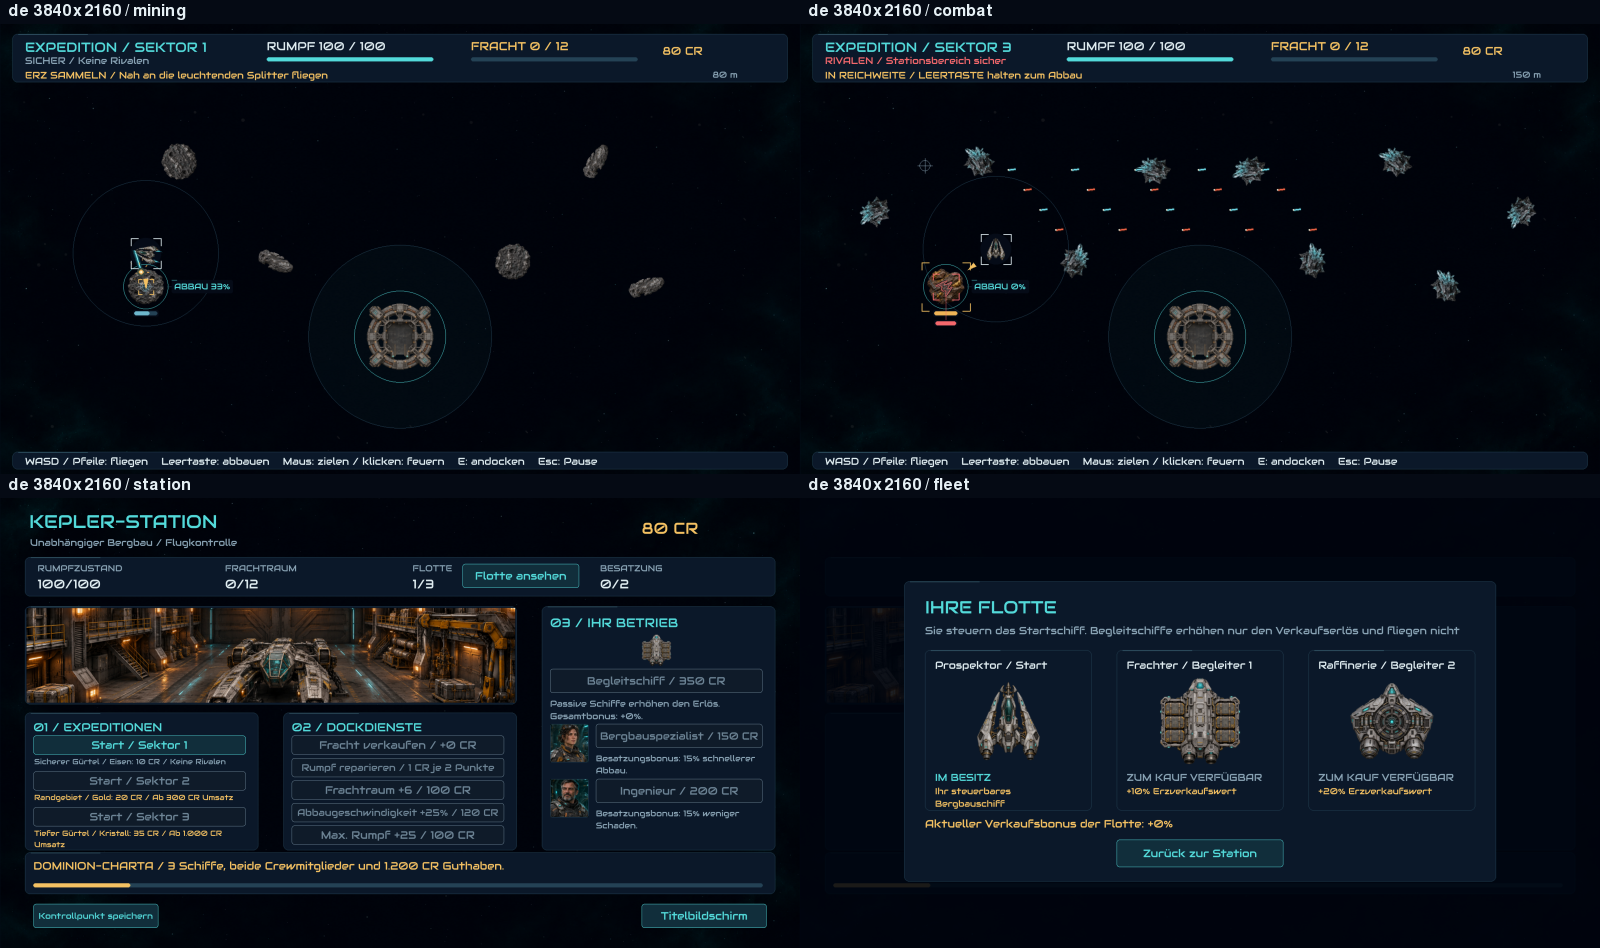 de 3840x2160 / mining
EXPEDITION / SEKTOR 1
RUMPF 100 / 100
FRACHT 0 / 12
80 CR
SICHER / Keine Rivalen
ERZ SAMMELN / Nah an die leuchtenden Splitter fliegen
80 m
ABBAU 33%
WASD / Pfeile: fliegen Leertaste: abbauen Maus: zielen / klicken: feuern E: andocken Esc: Pause
de 3840x2160 / combat
EXPEDITION / SEKTOR 3
RUMPF 100 / 100
FRACHT 0 / 12
80 CR
RIVALEN / Stationsbereich sicher
IN REICHWEITE / LEERTASTE halten zum Abbau
150 m
ABBAU 0%
WASD / Pfeile: fliegen Leertaste: abbauen Maus: zielen / klicken: feuern E: andocken Esc: Pause
de 3840x2160 / station
KEPLER-STATION
80 CR
Unabhängiger Bergbau / Flugkontrolle
RUMPFZUSTAND
100/100
FRACHTRAUM
0/12
FLOTTE
1/3
Flotte ansehen
BESATZUNG
0/2
01 / EXPEDITIONEN
Start / Sektor 1
Sicherer Gürtel / Eisen: 10 CR / Keine Rivalen
Start / Sektor 2
Randgebiet / Gold: 20 CR / Ab 300 CR Umsatz
Start / Sektor 3
Tiefer Gürtel / Kristall: 35 CR / Ab 1.000 CR
Umsatz
02 / DOCKDIENSTE
Fracht verkaufen / +0 CR
Rumpf reparieren / 1 CR je 2 Punkte
Frachtraum +6 / 100 CR
Abbaugeschwindigkeit +25% / 120 CR
Max. Rumpf +25 / 100 CR
03 / IHR BETRIEB
Begleitschiff / 350 CR
Passive Schiffe erhöhen den Erlös.
Gesamtbonus: +0%.
Bergbauspezialist / 150 CR
Besatzungsbonus: 15% schnellerer
Abbau.
Ingenieur / 200 CR
Besatzungsbonus: 15% weniger
Schaden.
DOMINION-CHARTA / 3 Schiffe, beide Crewmitglieder und 1.200 CR Guthaben.
Kontrollpunkt speichern
Titelbildschirm
de 3840x2160 / fleet
IHRE FLOTTE
Sie steuern das Startschiff. Begleitschiffe erhöhen nur den Verkaufserlös und fliegen nicht
Prospektor / Start
IM BESITZ
Ihr steuerbares
Bergbauschiff
Frachter / Begleiter 1
ZUM KAUF VERFÜGBAR
+10% Erzverkaufswert
Raffinerie / Begleiter 2
ZUM KAUF VERFÜGBAR
+20% Erzverkaufswert
Aktueller Verkaufsbonus der Flotte: +0%
Zurück zur Station